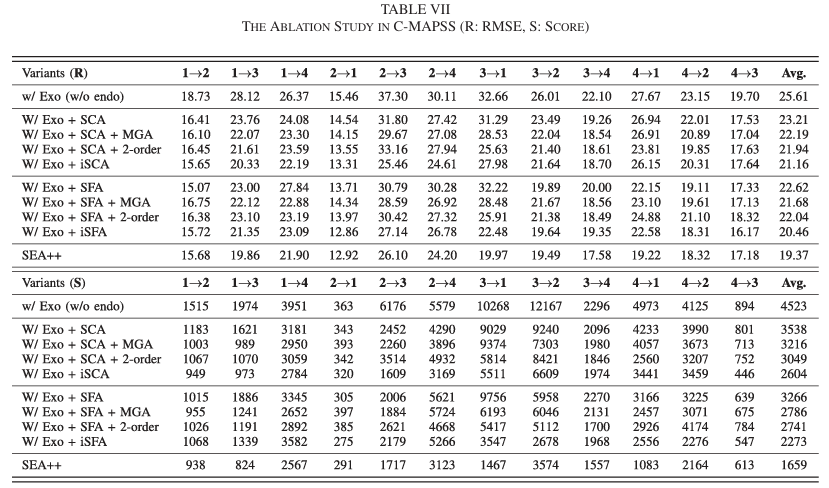 TABLE VII
THE ABLATION STUDY IN C-MAPSS (R: RMSE, S: SCORE)
Variants (R) 1→2 1→3 1→4 2→1 2→3 2→4 3→1 3→2 3→4 4→1 4→2 4→3 Avg.
w/ Exo (w/o endo) 18.73 28.12 26.37 15.46 37.30 30.11 32.66 26.01 22.10 27.67 23.15 19.70 25.61
W/ Exo + SCA 16.41 23.76 24.08 14.54 31.80 27.42 31.29 23.49 19.26 26.94 22.01 17.53 23.21
W/ Exo + SCA + MGA 16.10 22.07 23.30 14.15 29.67 27.08 28.53 22.04 18.54 26.91 20.89 17.04 22.19
W/ Exo + SCA + 2-order 16.45 21.61 23.59 13.55 33.16 27.94 25.63 21.40 18.61 23.81 19.85 17.63 21.94
W/ Exo + iSCA 15.65 20.33 22.19 13.31 25.46 24.61 27.98 21.64 18.70 26.15 20.31 17.64 21.16
W/ Exo + SFA 15.07 23.00 27.84 13.71 30.79 30.28 32.22 19.89 20.00 22.15 19.11 17.33 22.62
W/ Exo + SFA + MGA 16.75 22.12 22.88 14.34 28.59 26.92 28.48 21.67 18.56 23.10 19.61 17.13 21.68
W/ Exo + SFA + 2-order 16.38 23.10 23.19 13.97 30.42 27.32 25.91 21.38 18.49 24.88 21.10 18.32 22.04
W/ Exo + iSFA 15.72 21.35 23.09 12.86 27.14 26.78 22.48 19.64 19.35 22.58 18.31 16.17 20.46
SEA++ 15.68 19.86 21.90 12.92 26.10 24.20 19.97 19.49 17.58 19.22 18.32 17.18 19.37
Variants (S) 1→2 1→3 1→4 2→1 2→3 2→4 3→1 3→2 3→4 4→1 4→2 4→3 Avg.
w/ Exo (w/o endo) 1515 1974 3951 363 6176 5579 10268 12167 2296 4973 4125 894 4523
W/ Exo + SCA 1183 1621 3181 343 2452 4290 9029 9240 2096 4233 3990 801 3538
W/ Exo + SCA + MGA 1003 989 2950 393 2260 3896 9374 7303 1980 4057 3673 713 3216
W/ Exo + SCA + 2-order 1067 1070 3059 342 3514 4932 5814 8421 1846 2560 3207 752 3049
W/ Exo + iSCA 949 973 2784 320 1609 3169 5511 6609 1974 3441 3459 446 2604
W/ Exo + SFA 1015 1886 3345 305 2006 5621 9756 5958 2270 3166 3225 639 3266
W/ Exo + SFA + MGA 955 1241 2652 397 1884 5724 6193 6046 2131 2457 3071 675 2786
W/ Exo + SFA + 2-order 1026 1191 2892 385 2621 4668 5417 5112 1700 2926 4174 784 2741
W/ Exo + iSFA 1068 1339 3582 275 2179 5266 3547 2678 1968 2556 2276 547 2273
SEA++ 938 824 2567 291 1717 3123 1467 3574 1557 1083 2164 613 1659